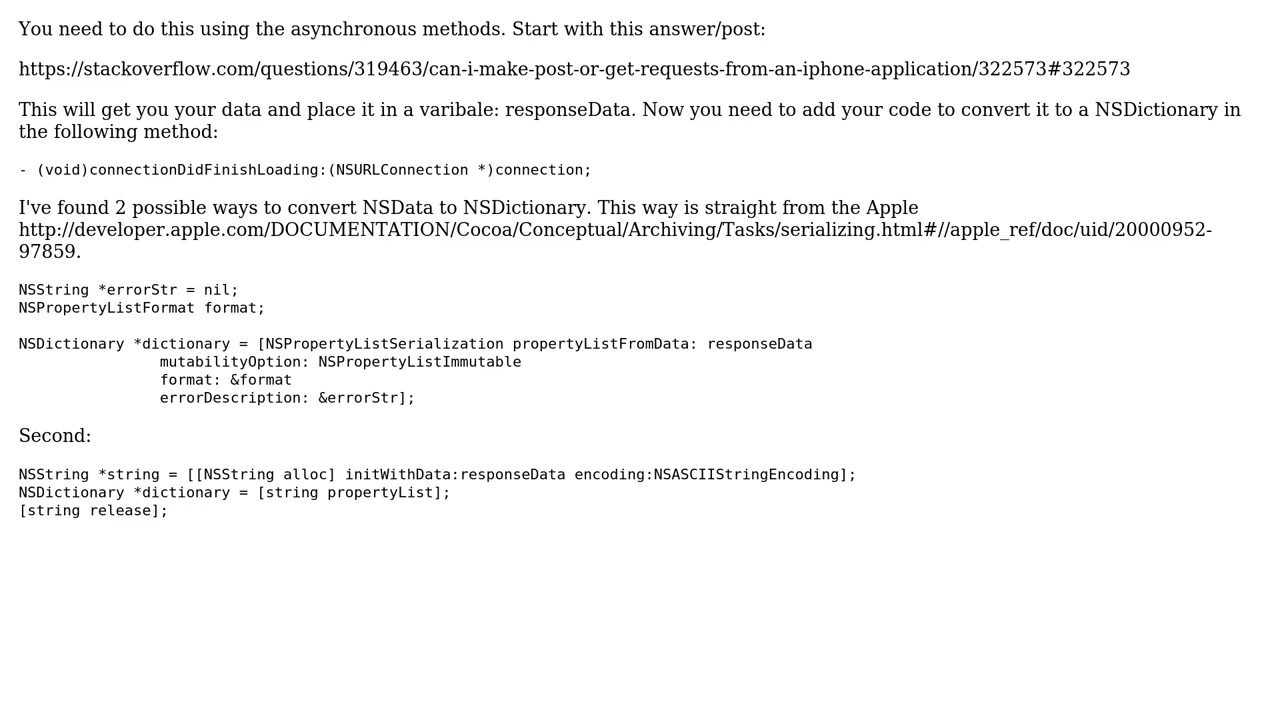 You need to do this using the asynchronous methods. Start with this answer/post:
https://stackoverflow.com/questions/319463/can-i-make-post-or-get-requests-from-an-iphone-application/322573#322573
This will get you your data and place it in a varibale: responseData. Now you need to add your code to convert it to a NSDictionary in
the following method:
- (void)connectionDidFinishLoading:(NSURLConnection *)connection;
I've found 2 possible ways to convert NSData to NSDictionary. This way is straight from the Apple
http://developer.apple.com/DOCUMENTATION/Cocoa/Conceptual/Archiving/Tasks/serializing.html#//apple_ref/doc/uid/20000952-
97859.
NSString *errorStr = nil;
NSPropertyListFormat format;
NSDictionary *dictionary = [NSPropertyListSerialization propertyListFromData: responseData
                mutabilityOption: NSPropertyListImmutable
                format: &format
                errorDescription: &errorStr];
Second:
NSString *string = [[NSString alloc] initWithData:responseData encoding:NSASCIIStringEncoding];
NSDictionary *dictionary = [string propertyList];
[string release];